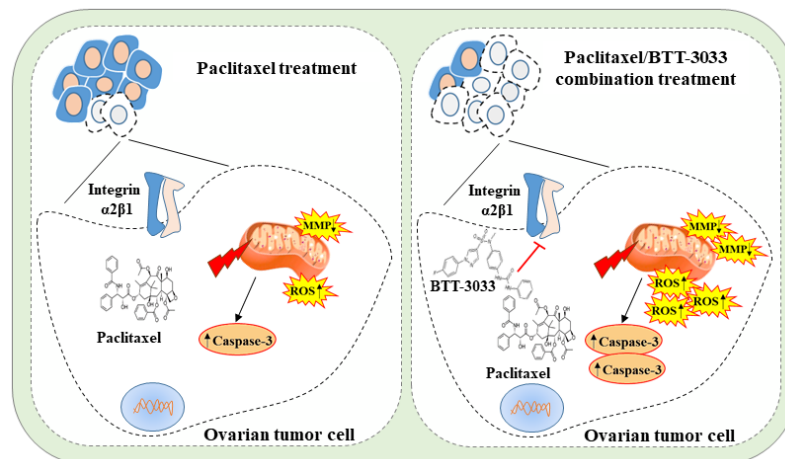 Paclitaxel treatment
Integrin
α2β1
MMP
ROS
Paclitaxel
Caspase-3
Ovarian tumor cell
Paclitaxel/BTT-3033
combination treatment
Integrin
α2β1
MMP
MMP
BTT-3033
ROS
ROS
ROS
Caspase-3
Caspase-3
Paclitaxel
Ovarian tumor cell